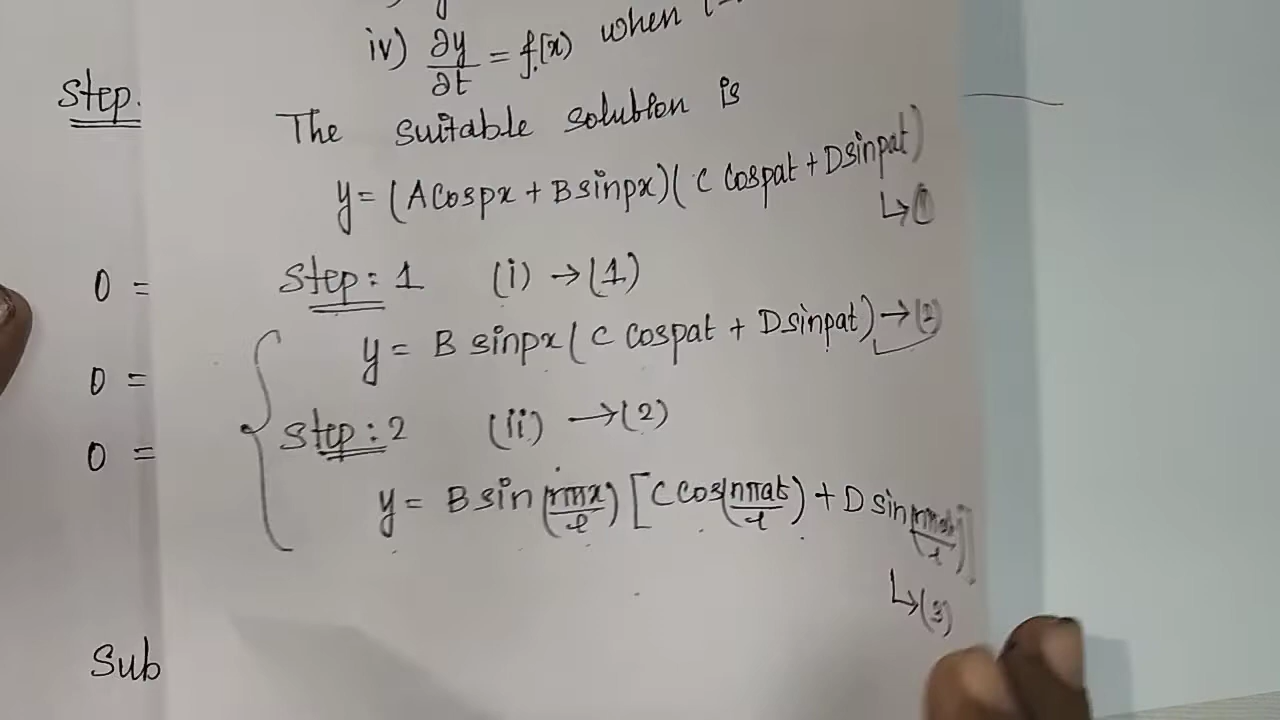 iv) ∂y/∂t = f(x) when
Step.
The suitable solution is
y = (A cospx + B sinpx)(C cospat + D sinpat)
↳(1)
0 =
Step: 1 (i) → (1)
y = B sinpx (C cospat + D sinpat) → (2)
0 =
Step: 2 (ii) → (2)
0 =
y = B sin(nπx/ℓ) [C cos(nπat/ℓ) + D sin(nπat/ℓ)]
↳(3)
Sub